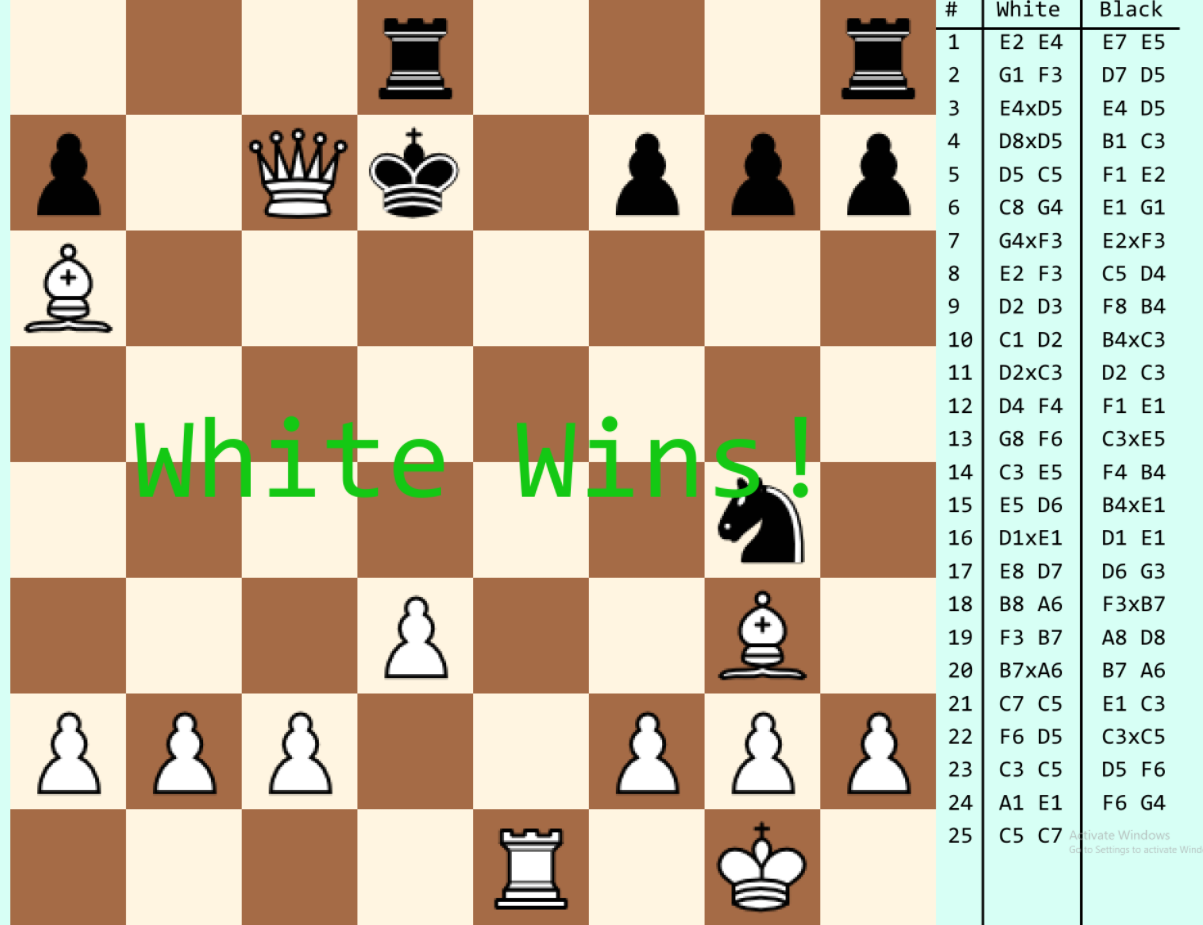 # White Black
1 E2 E4 E7 E5
2 G1 F3 D7 D5
3 E4xD5 E4 D5
4 D8xD5 B1 C3
5 D5 C5 F1 E2
6 C8 G4 E1 G1
7 G4xF3 E2xF3
8 E2 F3 C5 D4
9 D2 D3 F8 B4
10 C1 D2 B4xC3
11 D2xC3 D2 C3
12 D4 F4 F1 E1
13 G8 F6 C3xE5
14 C3 E5 F4 B4
15 E5 D6 B4xE1
16 D1xE1 D1 E1
17 E8 D7 D6 G3
18 B8 A6 F3xB7
19 F3 B7 A8 D8
20 B7xA6 B7 A6
21 C7 C5 E1 C3
22 F6 D5 C3xC5
23 C3 C5 D5 F6
24 A1 E1 F6 G4
25 C5 C7
White Wins!
Activate Windows
Go to Settings to activate Wind